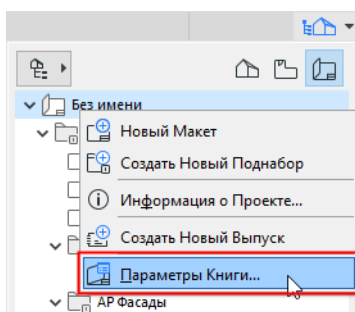 Без имени
Новый Макет
Создать Новый Поднабор
Информация о Проекте...
Создать Новый Выпуск
Параметры Книги...
АР Фасады